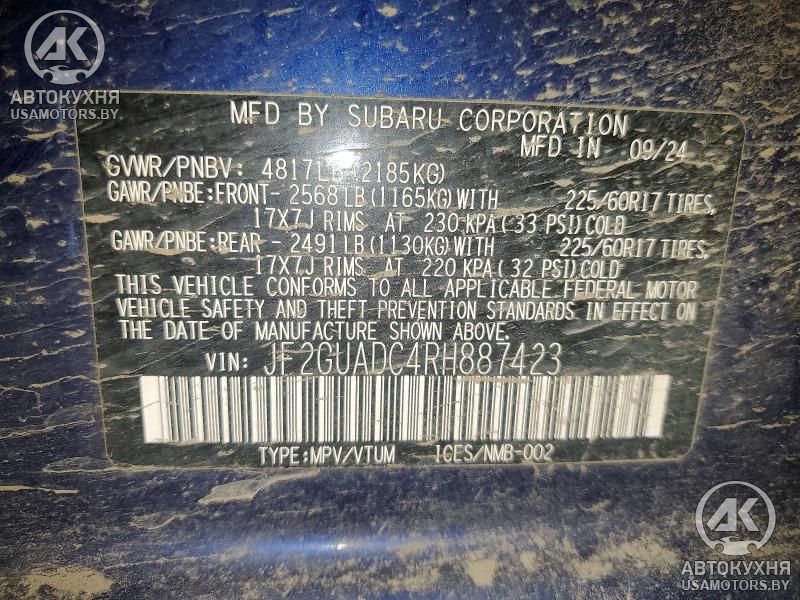 АК
АВТОКУХНЯ
USAMOTORS.BY
MFD BY SUBARU CORPORATION
MFD IN 09/24
GVWR/PNBV: 4817LB (2185KG)
GAWR/PNBE:FRONT- 2568LB(1165KG)WITH 225/60R17 TIRES,
17X7J RIMS AT 230 KPA(33 PSI)COLD
GAWR/PNBE:REAR - 2491LB(1130KG)WITH 225/60R17 TIRES,
17X7J RIMS AT 220 KPA(32 PSI)COLD
THIS VEHICLE CONFORMS TO ALL APPLICABLE FEDERAL MOTOR
VEHICLE SAFETY AND THEFT PREVENTION STANDARDS IN EFFECT ON
THE DATE OF MANUFACTURE SHOWN ABOVE.
VIN: JF2GUADC4RH887423
TYPE:MPV/VTUM ICES/NMB-002
АК
АВТОКУХНЯ
USAMOTORS.BY